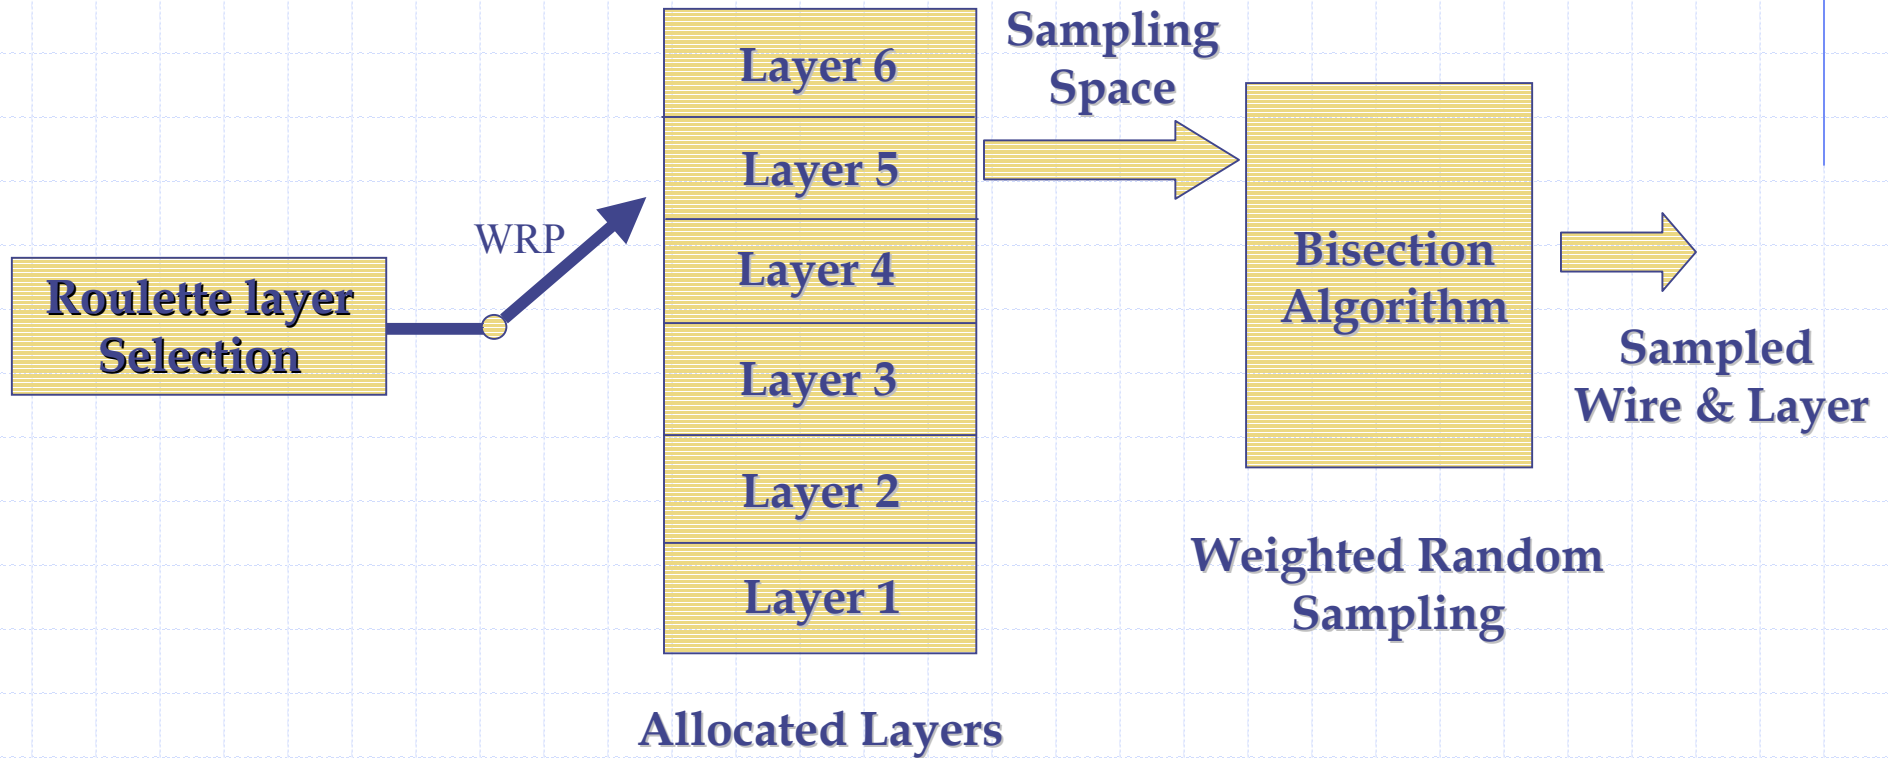 Roulette layer
Selection
WRP
Layer 6
Layer 5
Layer 4
Layer 3
Layer 2
Layer 1
Allocated Layers
Sampling
Space
Bisection
Algorithm
Weighted Random
Sampling
Sampled
Wire & Layer